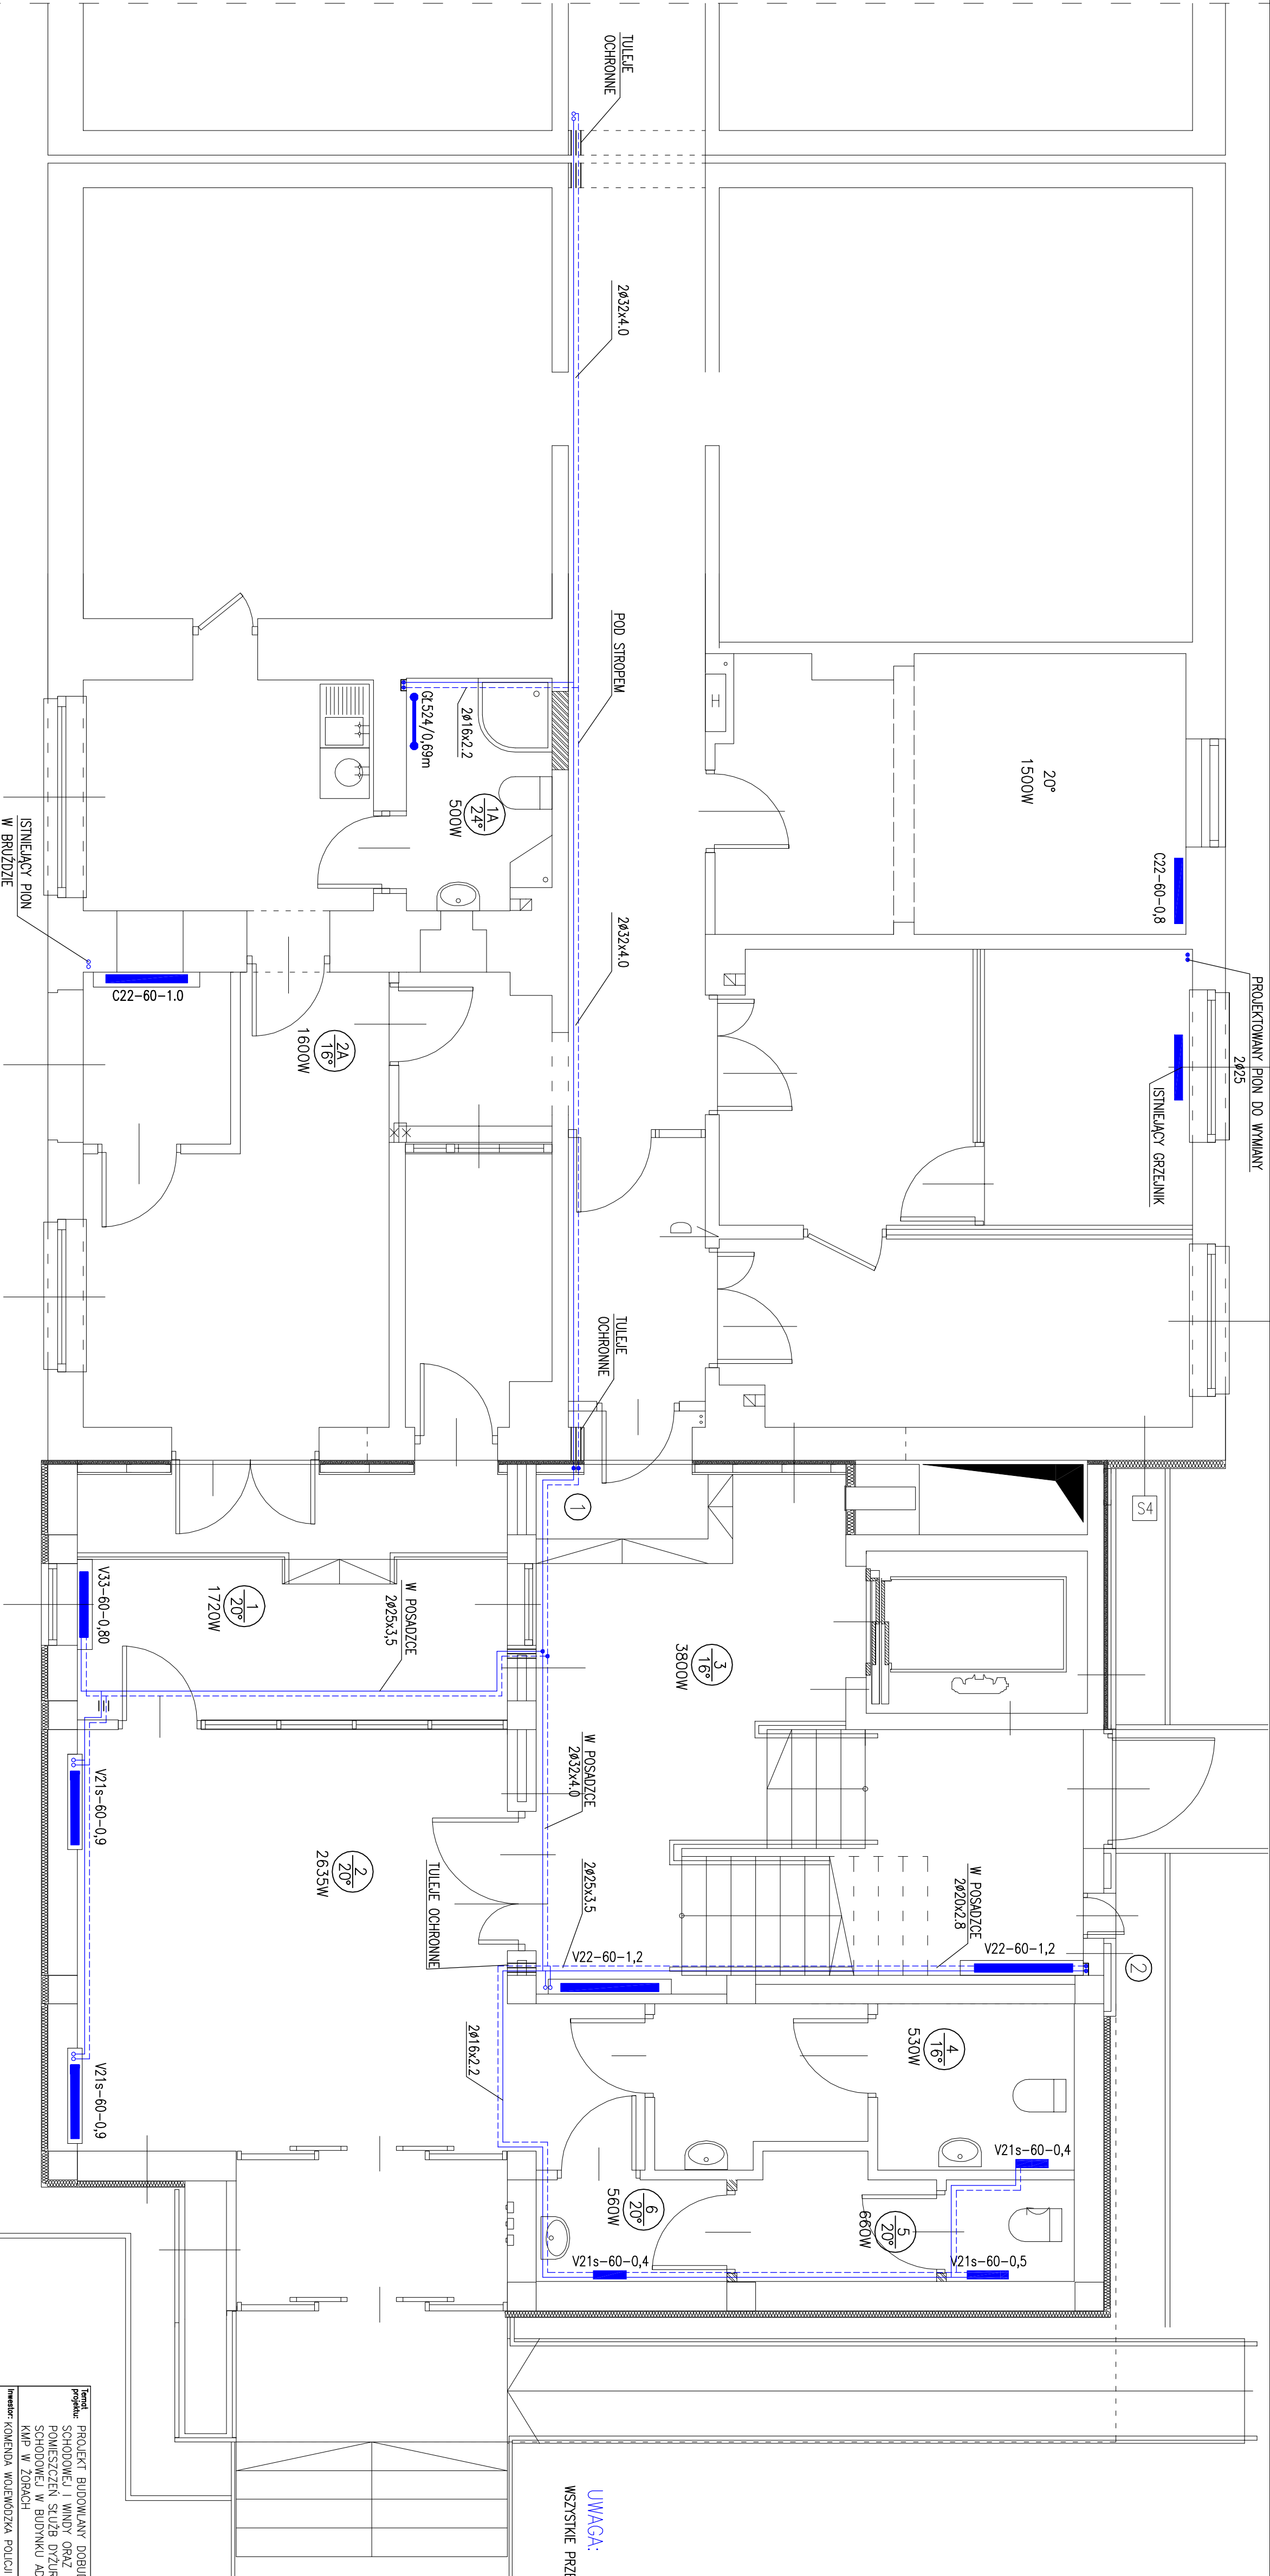 TULEJE
OCHRONNE
2ø32x4.0
POD STROPEM
GŁ524/0,69m
2ø16x2.2
1A
24°
500W
20°
1500W
C22-60-0,8
ISTNIEJĄCY PION
W BRUŹDZIE
C22-60-1.0
2A
16°
1600W
2ø32x4.0
PROJEKTOWANY PION DO WYMIANY
2ø25
ISTNIEJĄCY GRZEJNIK
TULEJE
OCHRONNE
1
S4
V33-60-0,80
1
20°
1720W
W POSADZCE
2ø25x3,5
3
16°
3800W
W POSADZCE
2ø32x4.0
V21s-60-0,9
2
20°
2635W
TULEJE OCHRONNE
2ø25x3.5
V22-60-1,2
W POSADZCE
2ø20x2.8
V22-60-1,2
2
V21s-60-0,9
2ø16x2.2
4
16°
530W
V21s-60-0,4
6
20°
560W
5
20°
660W
V21s-60-0,4
V21s-60-0,5
UWAGA:
WSZYSTKIE
Temat
projektu:
PROJEKT BUDOWLANY
SCHODOWEJ I WINDY ORAZ
POMIESZCZEŃ SŁUŻB
SCHODOWEJ W BUDYNKU
KMP W ŻORACH
Inwestor: KOMENDA WOJEWÓDZKA POLICJI